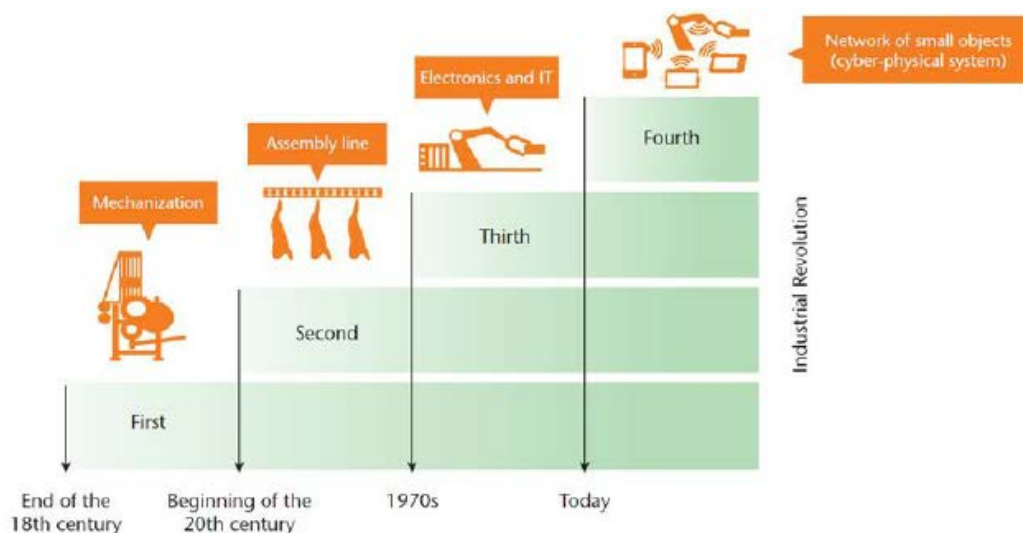 Network of small objects
(cyber-physical system)
Electronics and IT
Fourth
Assembly line
Mechanization
Thirth
Second
First
Industrial Revolution
End of the
18th century
Beginning of the
20th century
1970s
Today